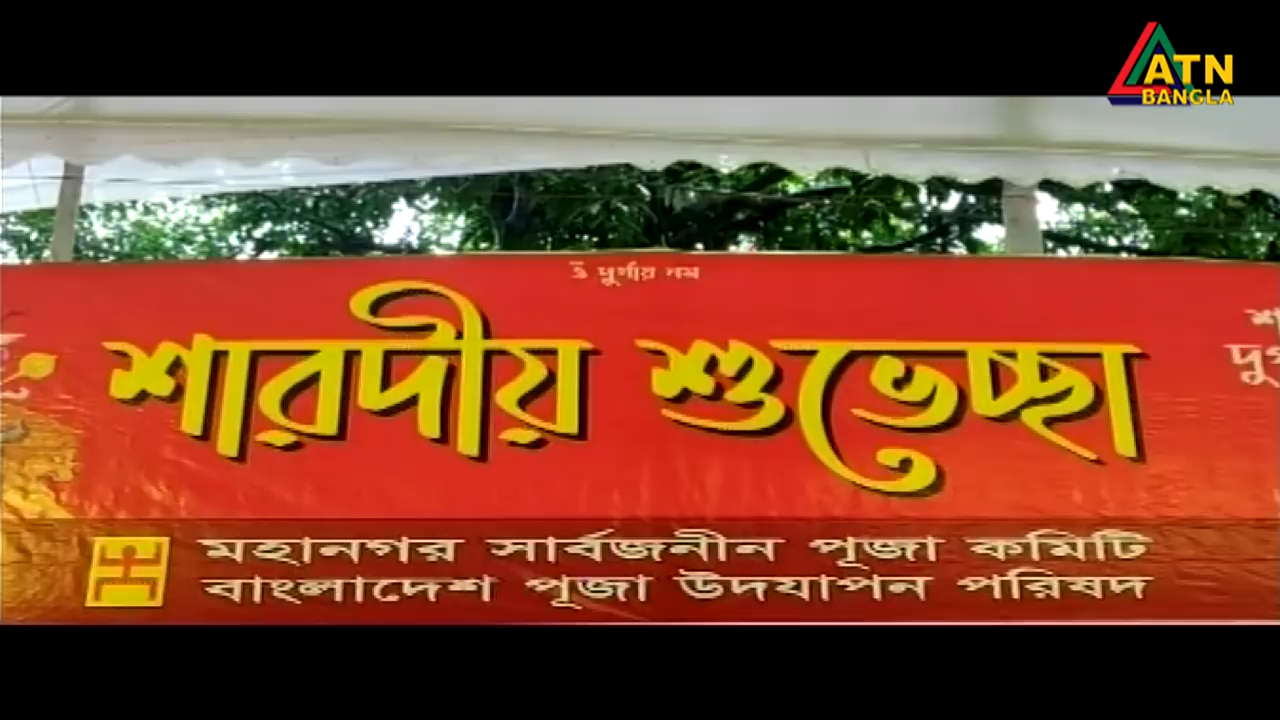 ATN
BANGLA
ওঁ দুর্গায় নমঃ
শারদীয় শুভেচ্ছা
মহানগর সার্বজনীন পূজা কমিটি
বাংলাদেশ পূজা উদযাপন পরিষদ